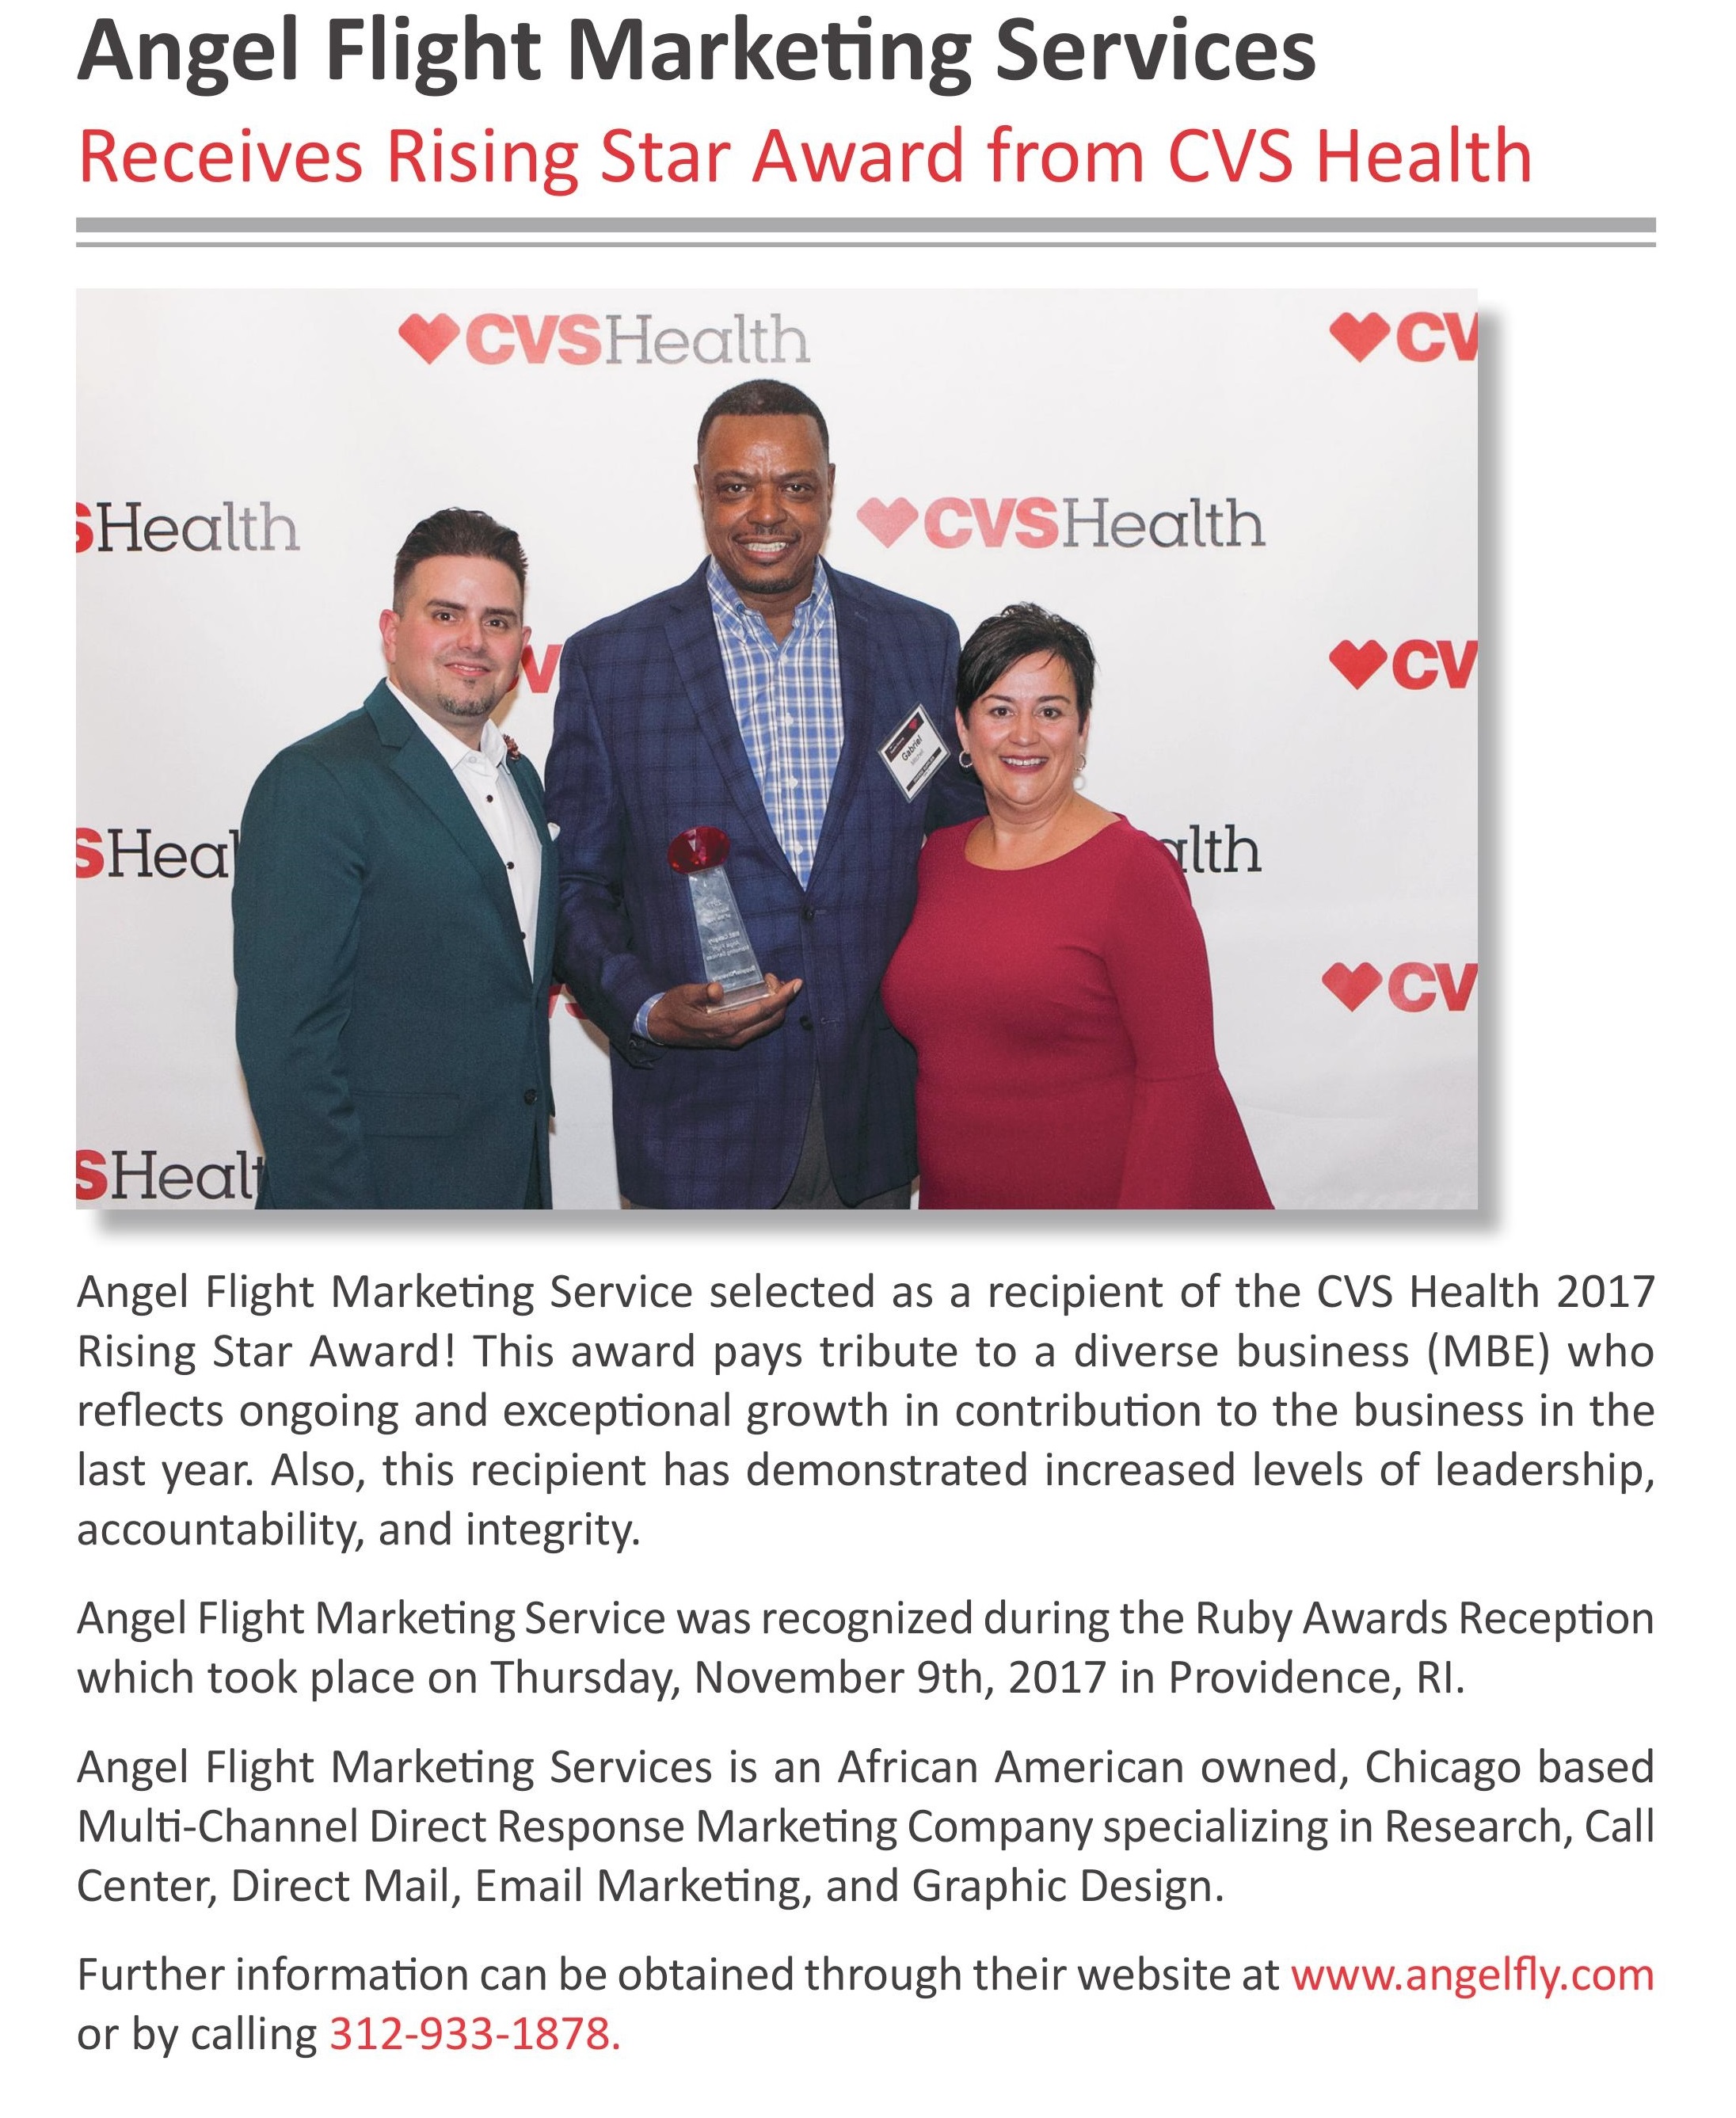 Angel Flight Marketing Services
Receives Rising Star Award from CVS Health
CVSHealth
CV
SHealth
CVSHealth
V
CV
Gabriel
SHeal
alth
CV
SHealt
Angel Flight Marketing Service selected as a recipient of the CVS Health 2017
Rising Star Award! This award pays tribute to a diverse business (MBE) who
reflects ongoing and exceptional growth in contribution to the business in the
last year. Also, this recipient has demonstrated increased levels of leadership,
accountability, and integrity.
Angel Flight Marketing Service was recognized during the Ruby Awards Reception
which took place on Thursday, November 9th, 2017 in Providence, RI.
Angel Flight Marketing Services is an African American owned, Chicago based
Multi-Channel Direct Response Marketing Company specializing in Research, Call
Center, Direct Mail, Email Marketing, and Graphic Design.
Further information can be obtained through their website at www.angelfly.com
or by calling 312-933-1878.